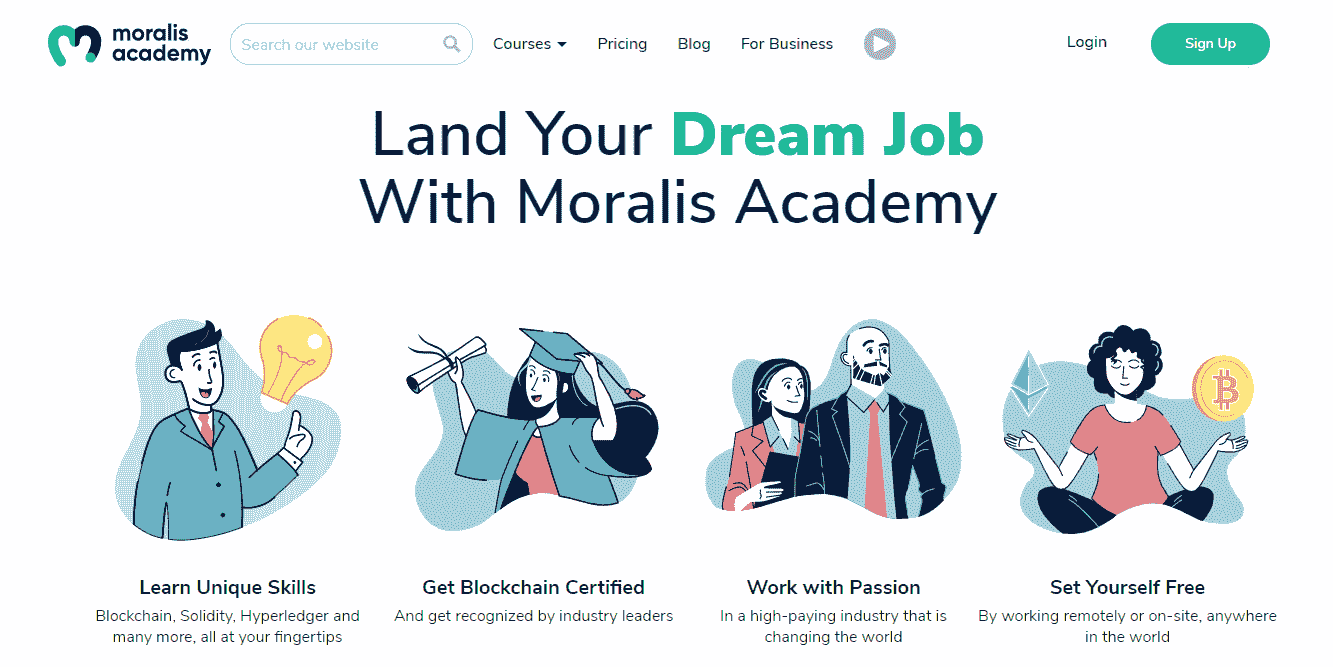 moralis
academy
Search our website
Courses
Pricing
Blog
For Business
Login
Sign Up
Land Your Dream Job
With Moralis Academy
Learn Unique Skills
Blockchain, Solidity, Hyperledger and
many more, all at your fingertips
Get Blockchain Certified
And get recognized by industry leaders
Work with Passion
In a high-paying industry that is
changing the world
Set Yourself Free
By working remotely or on-site, anywhere
in the world